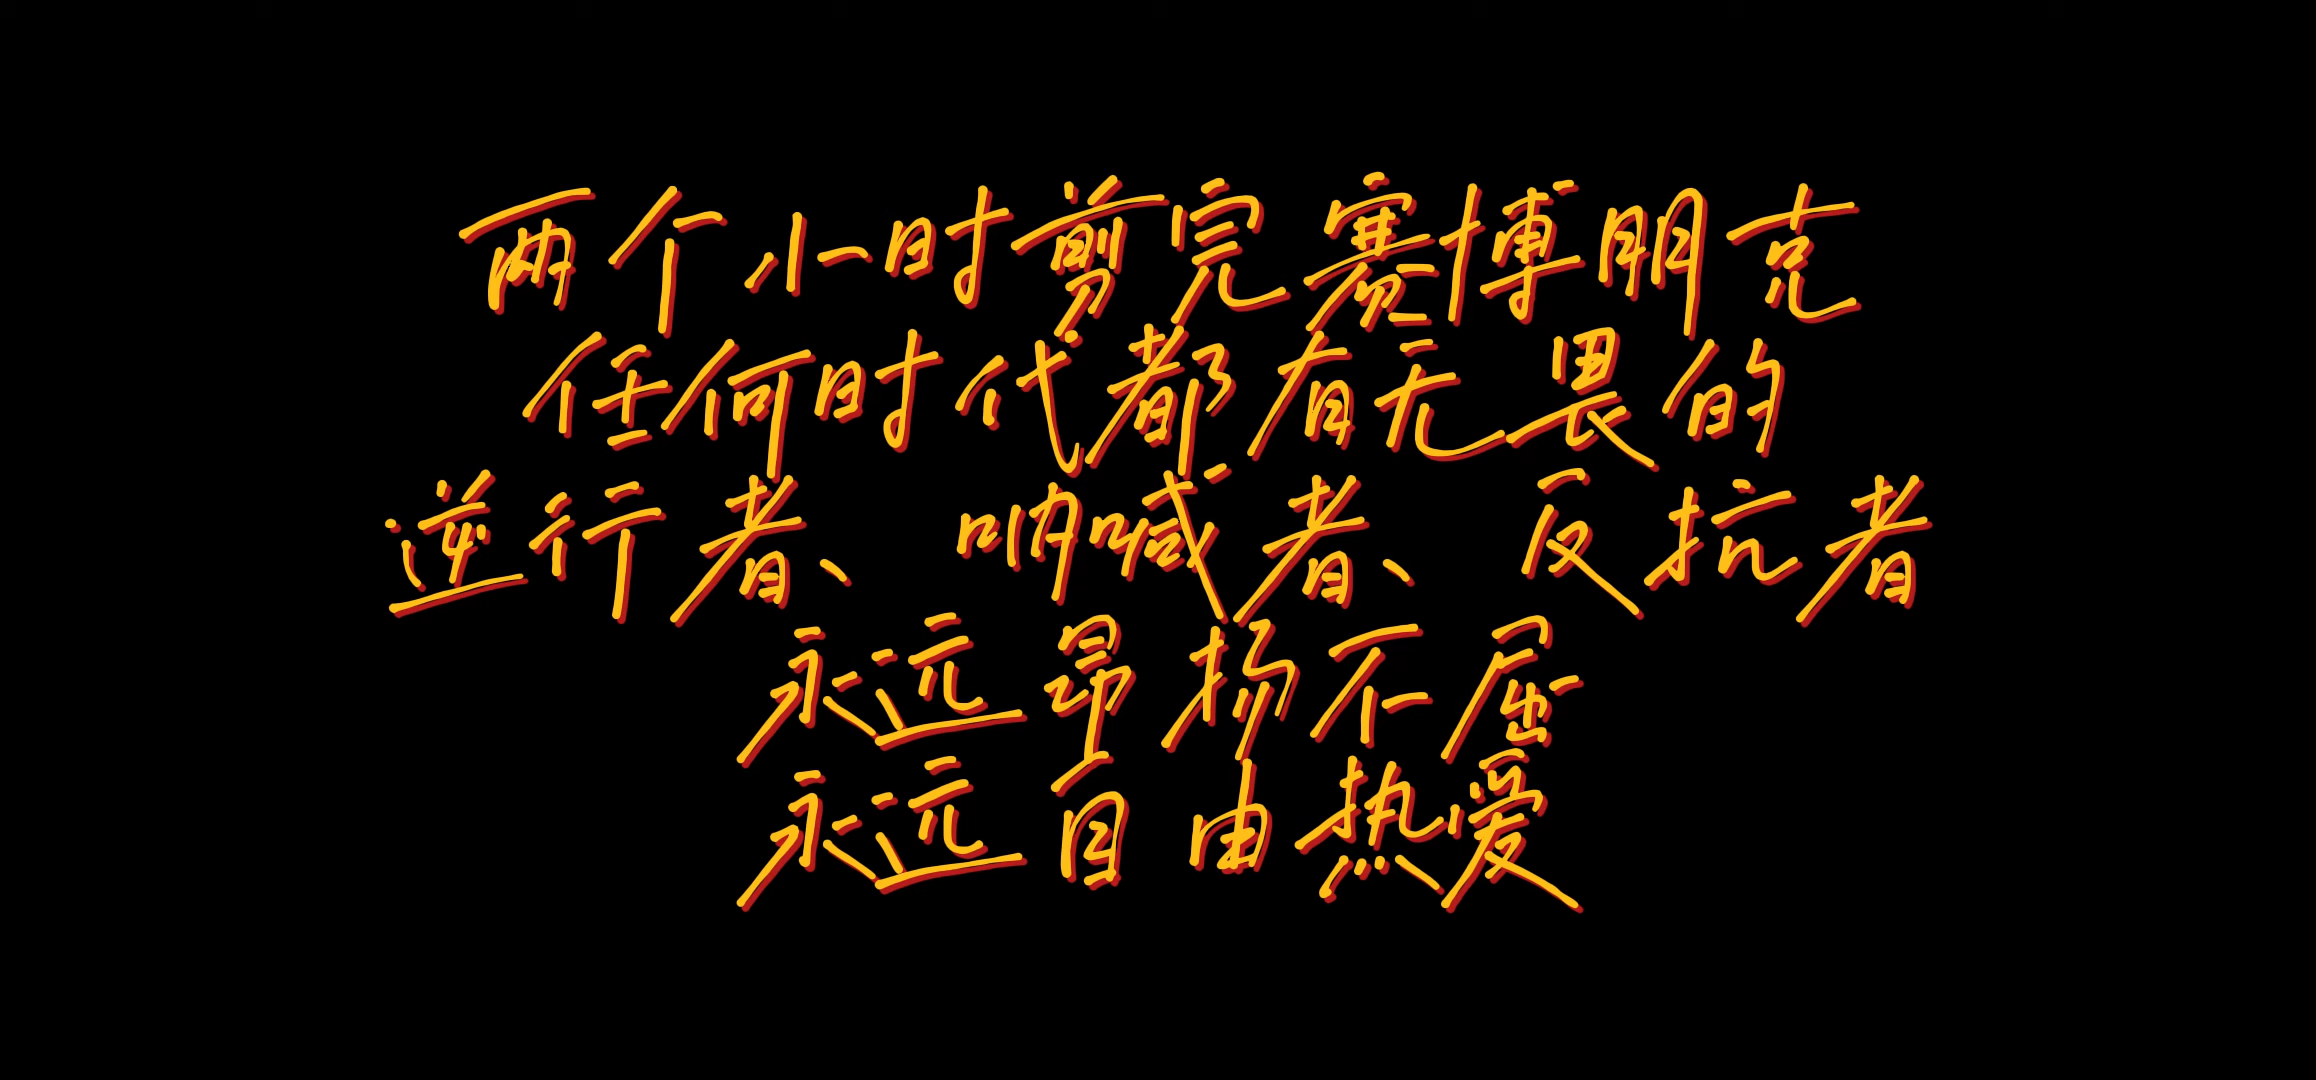 两个小时剪完赛博朋克
任何时代都有无畏的
逆行者、呐喊者、反抗者
永远昂扬不屈
永远自由热爱